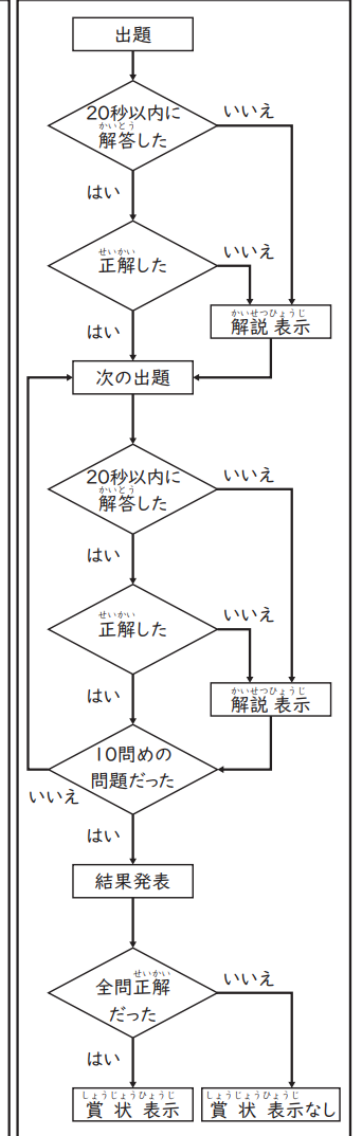 出題
20秒以内に
かいとう
解答した
いいえ
はい
せいかい
正解した
いいえ
はい
かいせつひょうじ
解説表示
次の出題
20秒以内に
かいとう
解答した
いいえ
はい
せいかい
正解した
いいえ
はい
かいせつひょうじ
解説表示
10問めの
問題だった
いいえ
はい
結果発表
せいかい
全問正解
だった
いいえ
はい
しょうじょうひょうじ
賞状表示
しょうじょうひょうじ
賞状表示なし